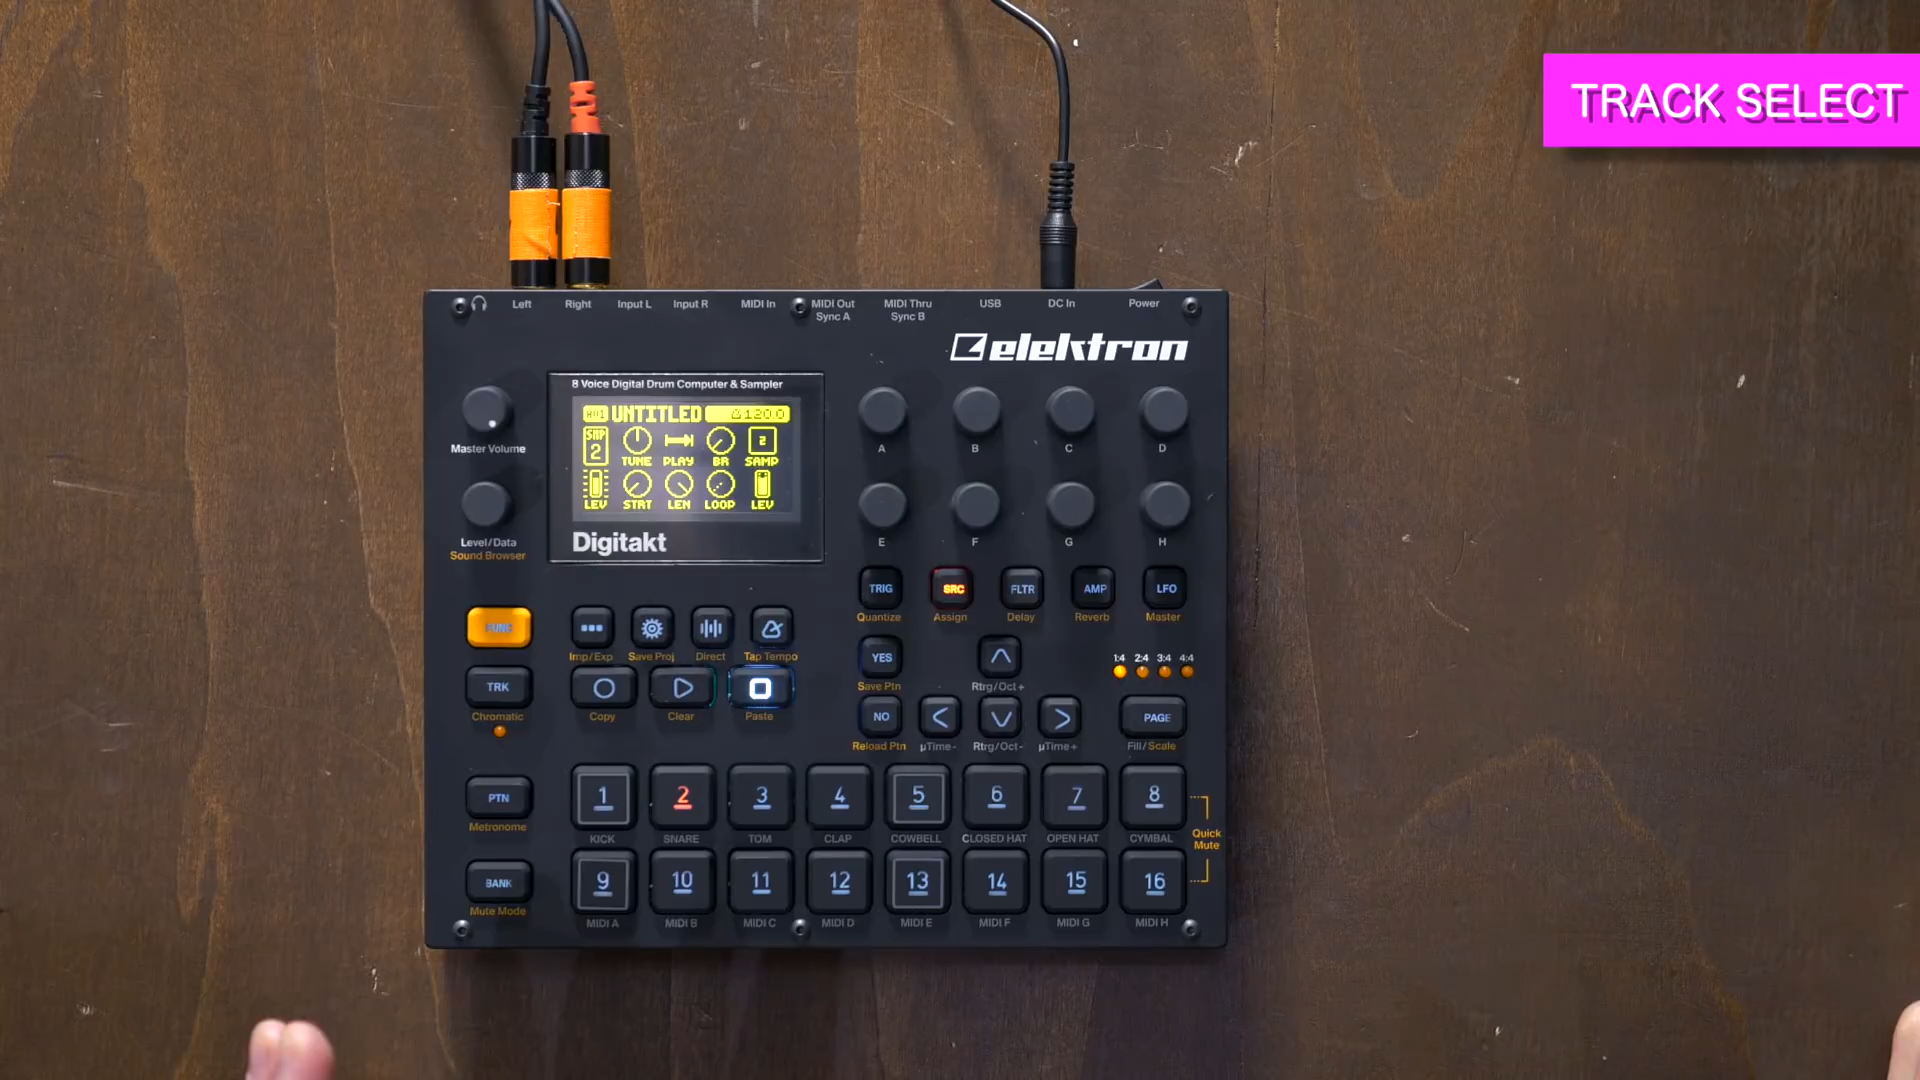 TRACK SELECT
Left Right Input L Input R MIDI In MIDI Out MIDI Thru USB DC In Power
Sync A Sync B
elektron
8 Voice Digital Drum Computer & Sampler
UNTITLED 120.0
SMP
2 2
TUNE PLAY BR SAMP
LEV STRT LEN LOOP LEV
Digitakt
Master Volume
A B C D
Level/Data
Sound Browser
E F G H
TRIG SRC FLTR AMP LFO
Quantize Assign Delay Reverb Master
FUNC
Imp/Exp Save Proj Direct Tap Tempo
YES
Save Ptn Rtrg/Oct+
1:4 2:4 3:4 4:4
TRK
Chromatic Copy Clear Paste
NO PAGE
Reload Ptn µTime- Rtrg/Oct- µTime+ Fill/Scale
PTN 1 2 3 4 5 6 7 8
Metronome KICK SNARE TOM CLAP COWBELL CLOSED HAT OPEN HAT CYMBAL
Quick
Mute
BANK 9 10 11 12 13 14 15 16
Mute Mode MIDI A MIDI B MIDI C MIDI D MIDI E MIDI F MIDI G MIDI H